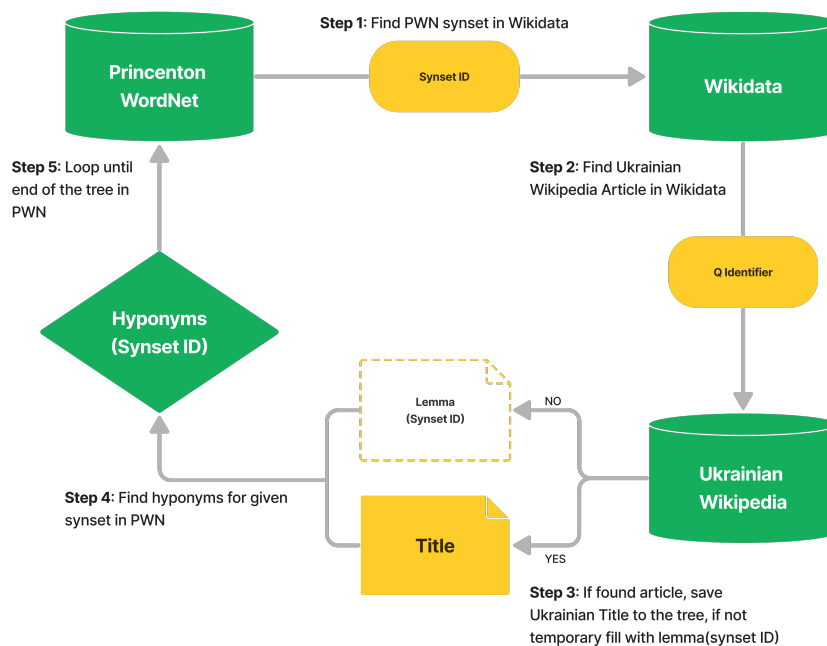 Step 1: Find PWN synset in Wikidata
Princenton
WordNet
Synset ID
Wikidata
Step 5: Loop until
end of the tree in
PWN
Step 2: Find Ukrainian
Wikipedia Article in Wikidata
Q Identifier
Hyponyms
(Synset ID)
Lemma
(Synset ID)
NO
Ukrainian
Wikipedia
Step 4: Find hyponyms for given
synset in PWN
Title
YES
Step 3: If found article, save
Ukrainian Title to the tree, if not
temporary fill with lemma(synset ID)